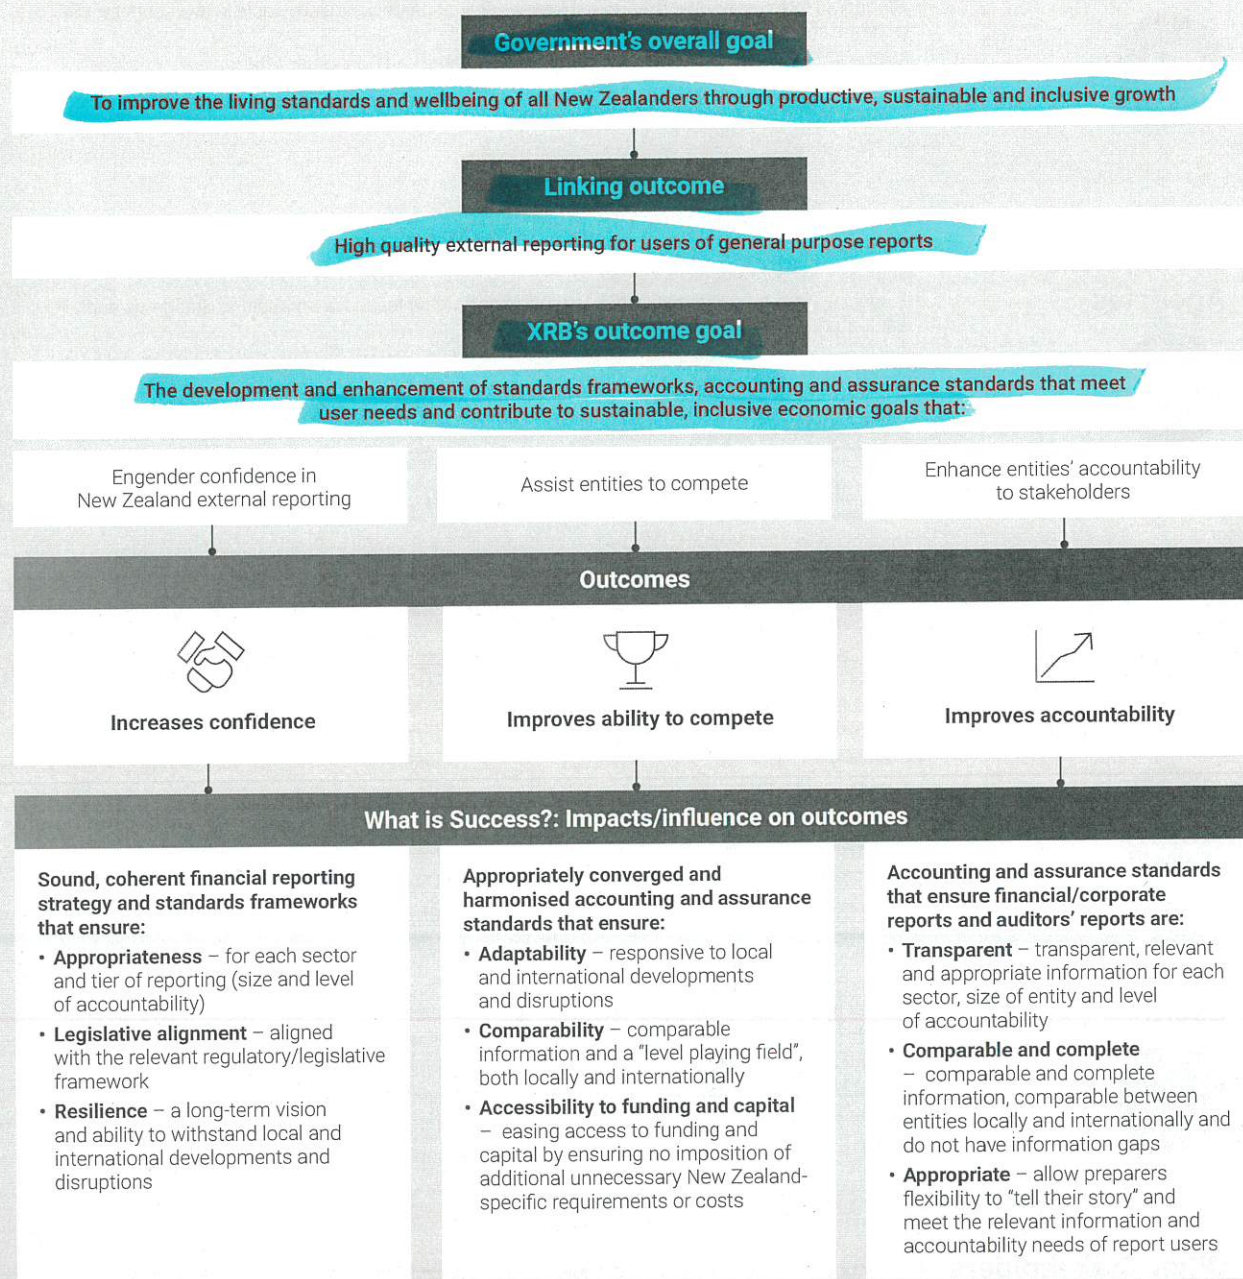 Government's overall goal
To improve the living standards and wellbeing of all New Zealanders through productive, sustainable and inclusive growth
Linking outcome
High quality external reporting for users of general purpose reports
XRB's outcome goal
The development and enhancement of standards frameworks, accounting and assurance standards that meet
user needs and contribute to sustainable, inclusive economic goals that:
Engender confidence in
New Zealand external reporting
Assist entities to compete
Enhance entities' accountability
to stakeholders
Outcomes
Increases confidence
Improves ability to compete
Improves accountability
What is Success?: Impacts/influence on outcomes
Sound, coherent financial reporting
strategy and standards frameworks
that ensure:
• Appropriateness – for each sector
and tier of reporting (size and level
of accountability)
• Legislative alignment – aligned
with the relevant regulatory/legislative
framework
• Resilience – a long-term vision
and ability to withstand local and
international developments and
disruptions
Appropriately converged and
harmonised accounting and assurance
standards that ensure:
• Adaptability – responsive to local
and international developments
and disruptions
• Comparability – comparable
information and a "level playing field",
both locally and internationally
• Accessibility to funding and capital
– easing access to funding and
capital by ensuring no imposition of
additional unnecessary New Zealand-
specific requirements or costs
Accounting and assurance standards
that ensure financial/corporate
reports and auditors' reports are:
• Transparent – transparent, relevant
and appropriate information for each
sector, size of entity and level
of accountability
• Comparable and complete
– comparable and complete
information, comparable between
entities locally and internationally and
do not have information gaps
• Appropriate – allow preparers
flexibility to "tell their story" and
meet the relevant information and
accountability needs of report users